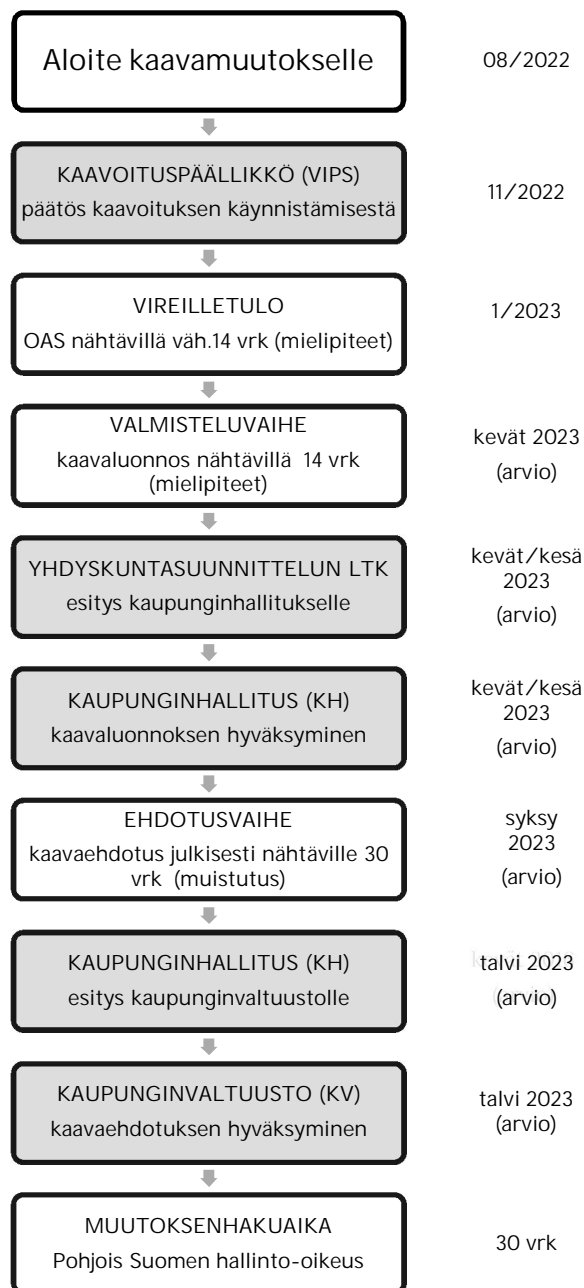 Aloite kaavamuutokselle
08/2022
KAAVOITUSPÄÄLLIKKÖ (VIPS)
päätös kaavoituksen käynnistämisestä
11/2022
VIREILLETULO
OAS nähtävillä väh.14 vrk (mielipiteet)
1/2023
VALMISTELUVAIHE
kaavaluonnos nähtävillä 14 vrk
(mielipiteet)
kevät 2023
(arvio)
YHDYSKUNTASUUNNITTELUN LTK
esitys kaupunginhallitukselle
kevät/kesä
2023
(arvio)
KAUPUNGINHALLITUS (KH)
kaavaluonnoksen hyväksyminen
kevät/kesä
2023
(arvio)
EHDOTUSVAIHE
kaavaehdotus julkisesti nähtäville 30
vrk (muistutus)
syksy
2023
(arvio)
KAUPUNGINHALLITUS (KH)
esitys kaupunginvaltuustolle
talvi 2023
(arvio)
KAUPUNGINVALTUUSTO (KV)
kaavaehdotuksen hyväksyminen
talvi 2023
(arvio)
MUUTOKSENHAKUAIKA
Pohjois Suomen hallinto-oikeus
30 vrk